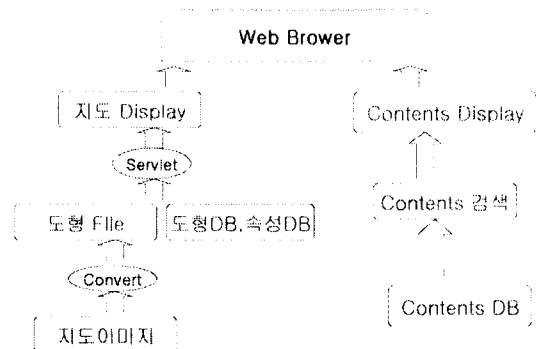 Web Brower
지도 Display
Contents Display
Servlet
Contents 검색
도형 File
도형DB,속성DB
Convert
Contents DB
지도이미지